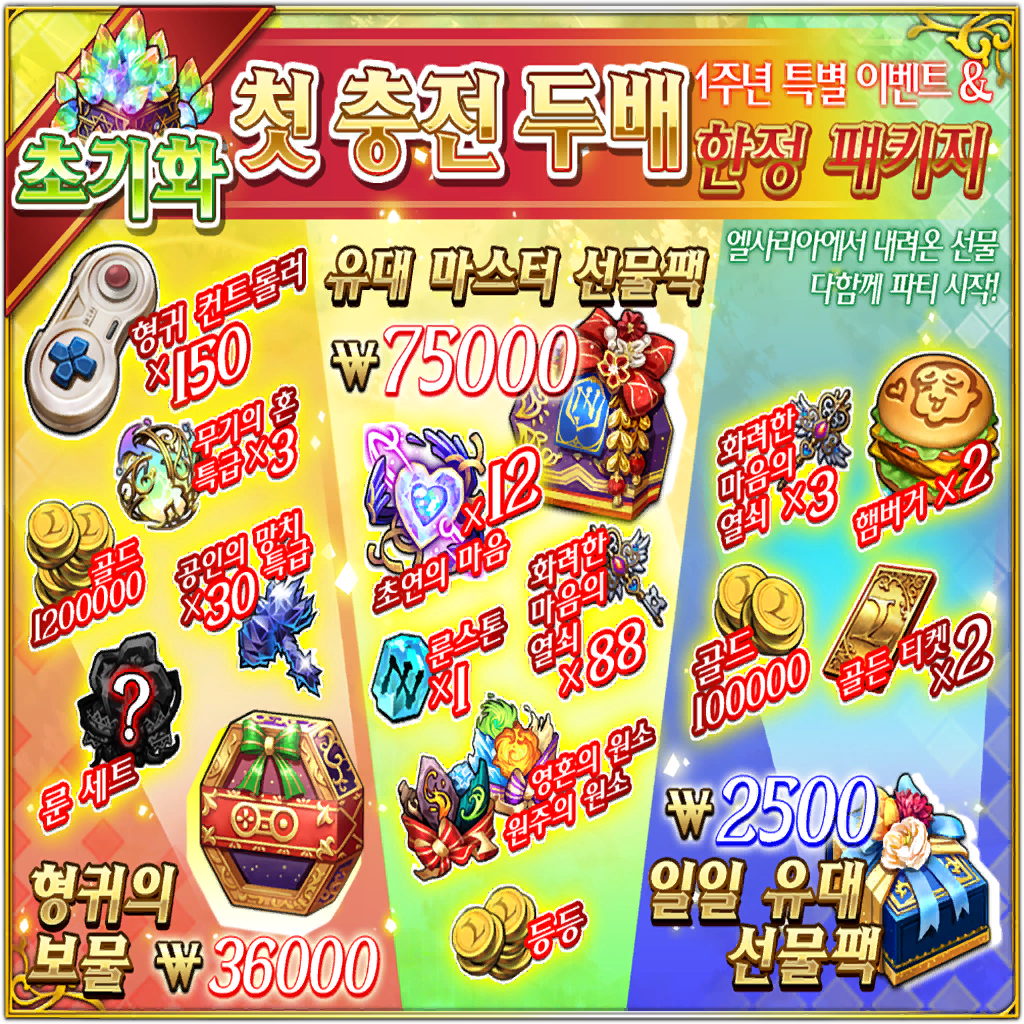 초기화
첫 충전 두배
1주년 특별 이벤트 &
한정 패키지
엘사리아에서 내려온 선물
다함께 파티 시작!
형귀 컨트롤러
×150
무기의 혼
특급 ×3
골드
1200000
공인의 망치
특급
×30
?
룬 세트
형귀의
보물 ₩36000
유대 마스터 선물팩
₩75000
×12
초연의 마음
화려한
마음의
열쇠
×88
룬스톤
×1
영혼의 원소
원주의 원소
등등
화려한
마음의
열쇠 ×3
햄버거 ×2
골드
100000
골든 티켓
×2
₩2500
일일 유대
선물팩